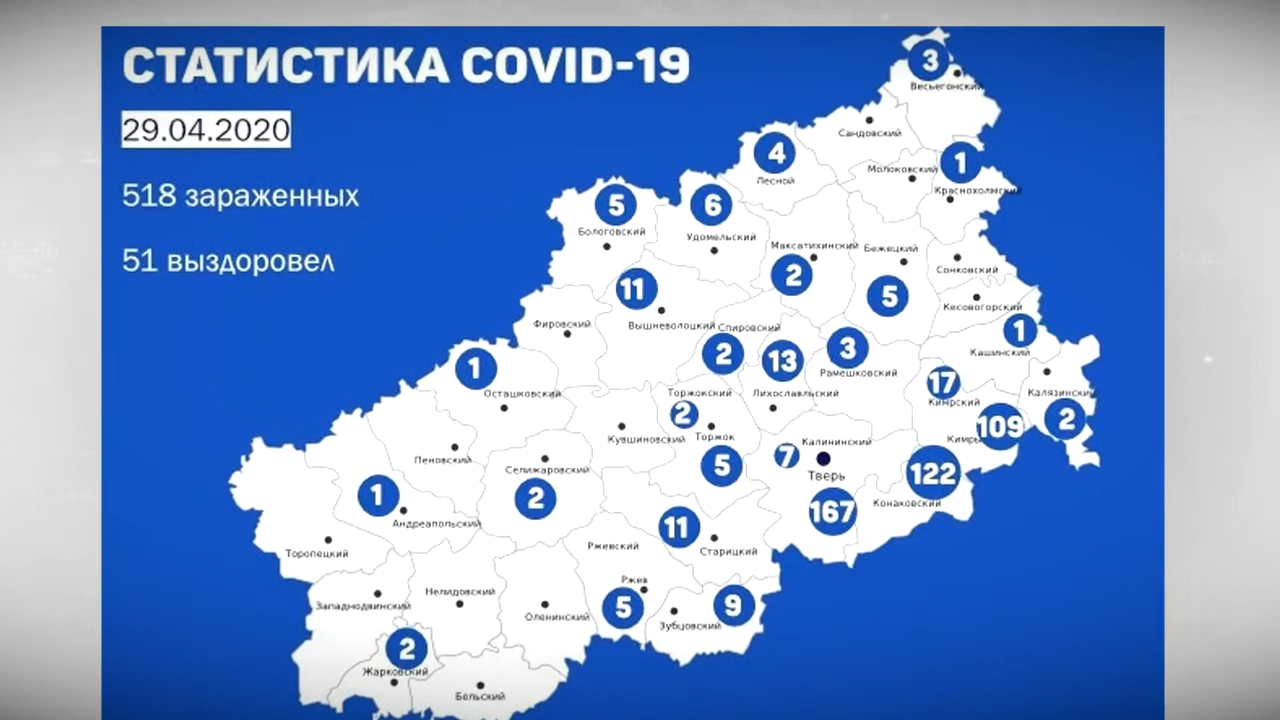 СТАТИСТИКА COVID-19
29.04.2020
518 зараженных
51 выздоровел
3
Весьегонский
Сандовский
4
Лесной
Молоковский
1
Краснохолмский
5
Бологовский
6
Удомельский
Максатихинский
2
Бежецкий
5
Сонковский
11
Вышневолоцкий
Кесовогорский
Фировский
Спировский
2
13
Лихославльский
3
Рамешковский
1
Кашинский
1
Осташковский
17
Кимрский
Калязинский
2
Торжокский
2
Торжок
5
Кувшиновский
109
Кимры
Калининский
7
Тверь
167
122
Конаковский
Пеновский
Селижаровский
2
1
Андреапольский
11
Старицкий
Торопецкий
Ржевский
Ржев
5
9
Зубцовский
Западнодвинский
Нелидовский
Оленинский
2
Жарковский
Бельский